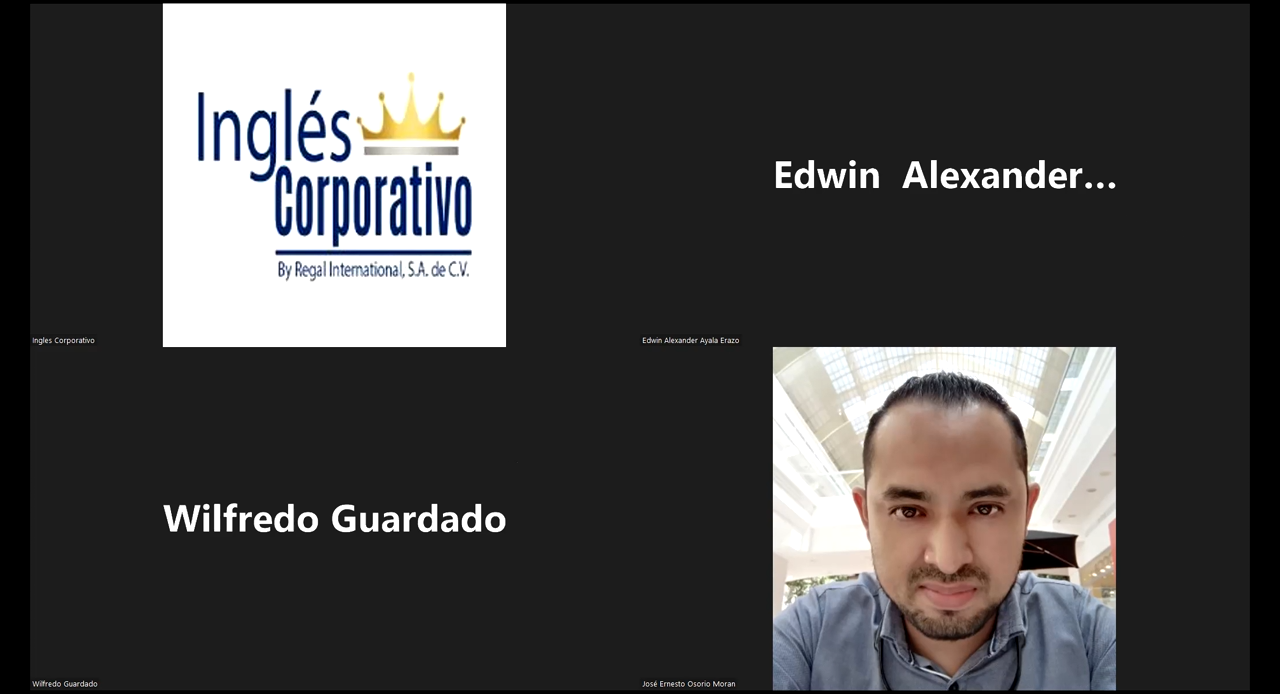 Inglés
Corporativo
By Regal International, S.A. de C.V.
Ingles Corporativo
Edwin  Alexander...
Edwin Alexander Ayala Erazo
Wilfredo Guardado
Wilfredo Guardado
José Ernesto Osorio Moran